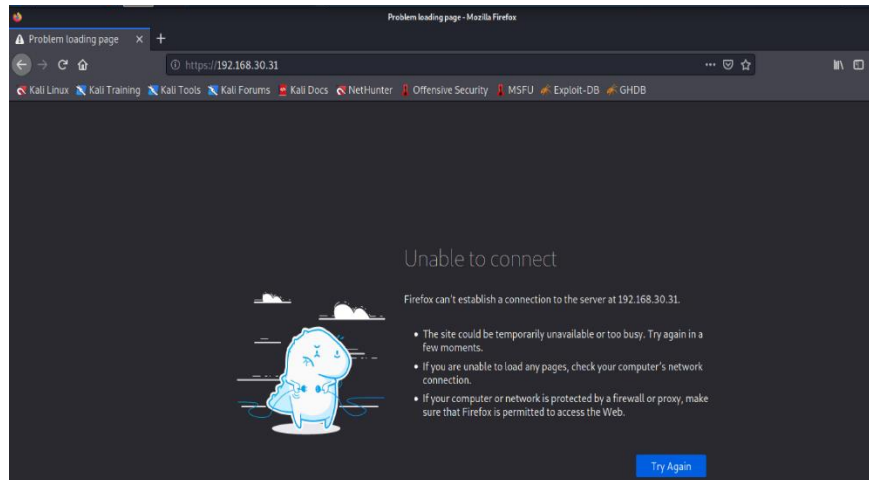 Problem loading page - Mozilla Firefox
Problem loading page × +
https://192.168.30.31
Kali Linux Kali Training Kali Tools Kali Forums Kali Docs NetHunter Offensive Security MSFU Exploit-DB GHDB
Unable to connect
Firefox can't establish a connection to the server at 192.168.30.31.
• The site could be temporarily unavailable or too busy. Try again in a
few moments.
• If you are unable to load any pages, check your computer's network
connection.
• If your computer or network is protected by a firewall or proxy, make
sure that Firefox is permitted to access the Web.
Try Again